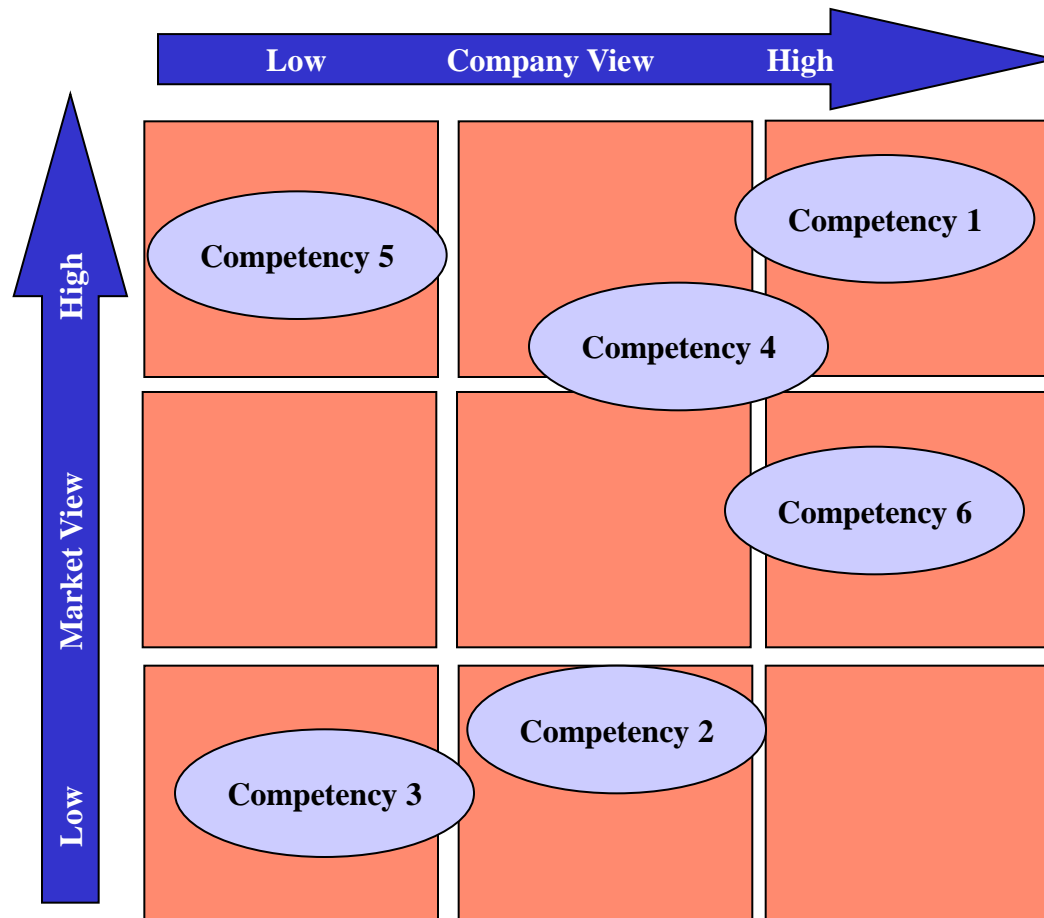 Low Company View High
Competency 1
Competency 5
High
Competency 4
Market View
Competency 6
Competency 2
Competency 3
Low